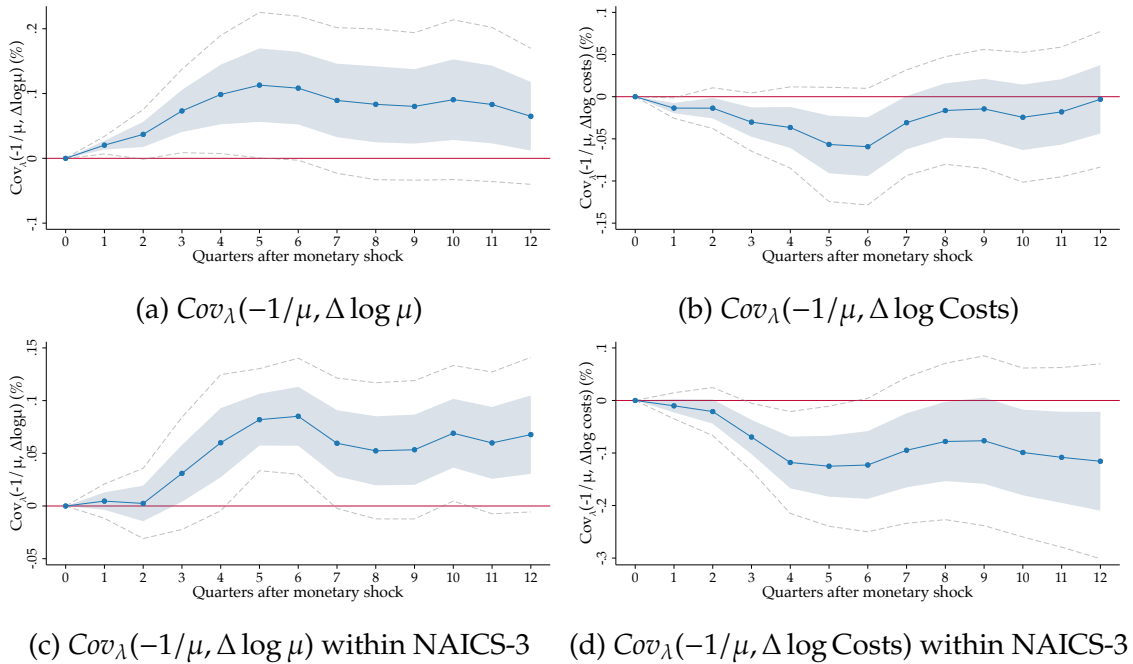 Cov_λ(-1/μ, Δlogμ) (%)
.2
.1
0
-.1
0 1 2 3 4 5 6 7 8 9 10 11 12
Quarters after monetary shock
(a) Cov_λ(−1/μ, Δ log μ)
Cov_λ(-1/μ, Δlog costs) (%)
.1
.05
0
-.05
-.1
-.15
0 1 2 3 4 5 6 7 8 9 10 11 12
Quarters after monetary shock
(b) Cov_λ(−1/μ, Δ log Costs)
Cov_λ(-1/μ, Δlogμ) (%)
.15
.1
.05
0
-.05
0 1 2 3 4 5 6 7 8 9 10 11 12
Quarters after monetary shock
(c) Cov_λ(−1/μ, Δ log μ) within NAICS-3
Cov_λ(-1/μ, Δlog costs) (%)
.1
0
-.1
-.2
-.3
0 1 2 3 4 5 6 7 8 9 10 11 12
Quarters after monetary shock
(d) Cov_λ(−1/μ, Δ log Costs) within NAICS-3